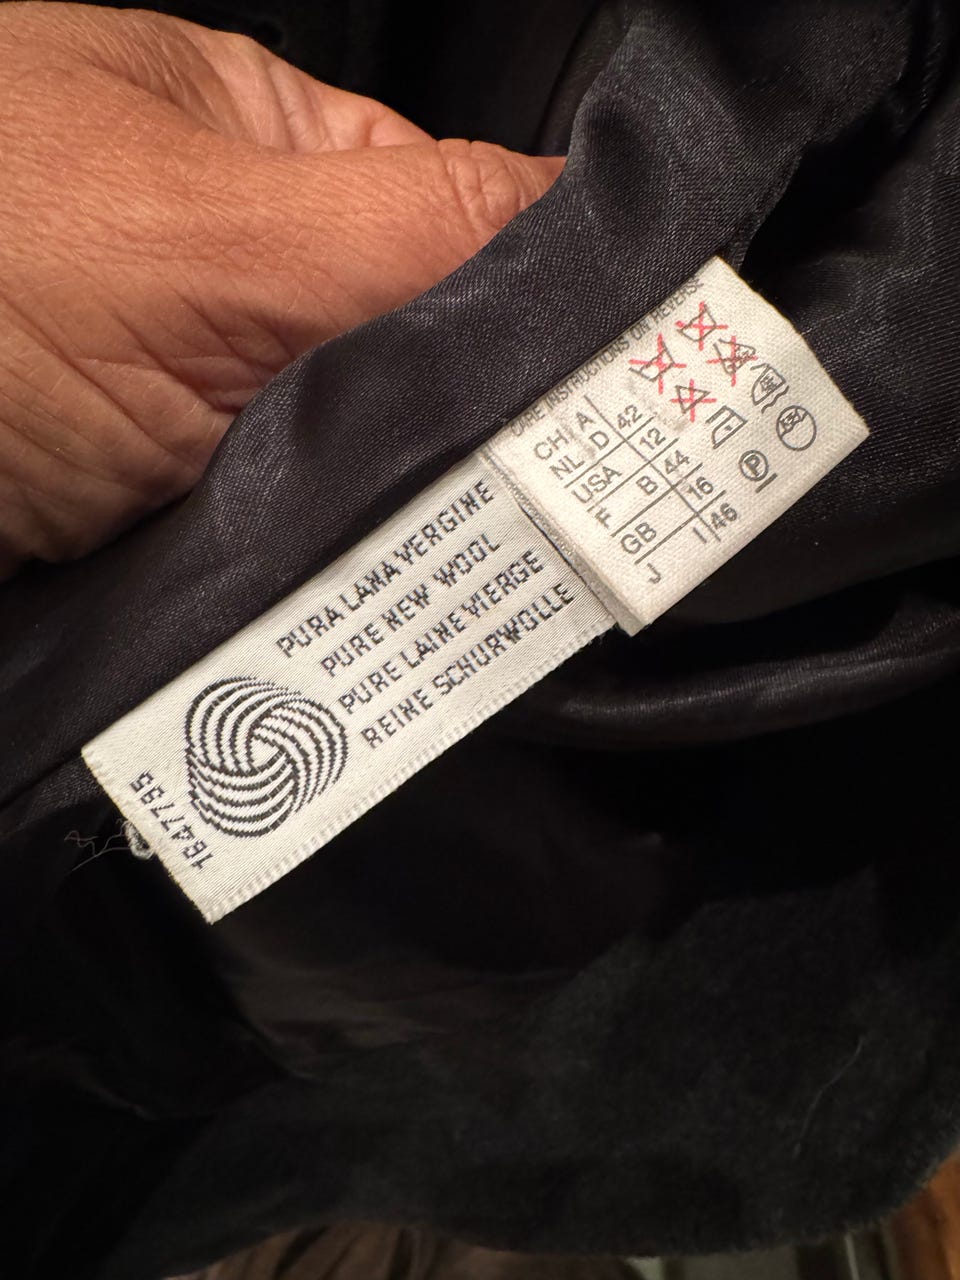 CARE INSTRUCTIONS ON REVERSE
CH A
NL D 42
USA 12
F B 44
GB 16
J I 46
P
PURA LANA VERGINE
PURE NEW WOOL
PURE LAINE VIERGE
REINE SCHURWOLLE
1647795